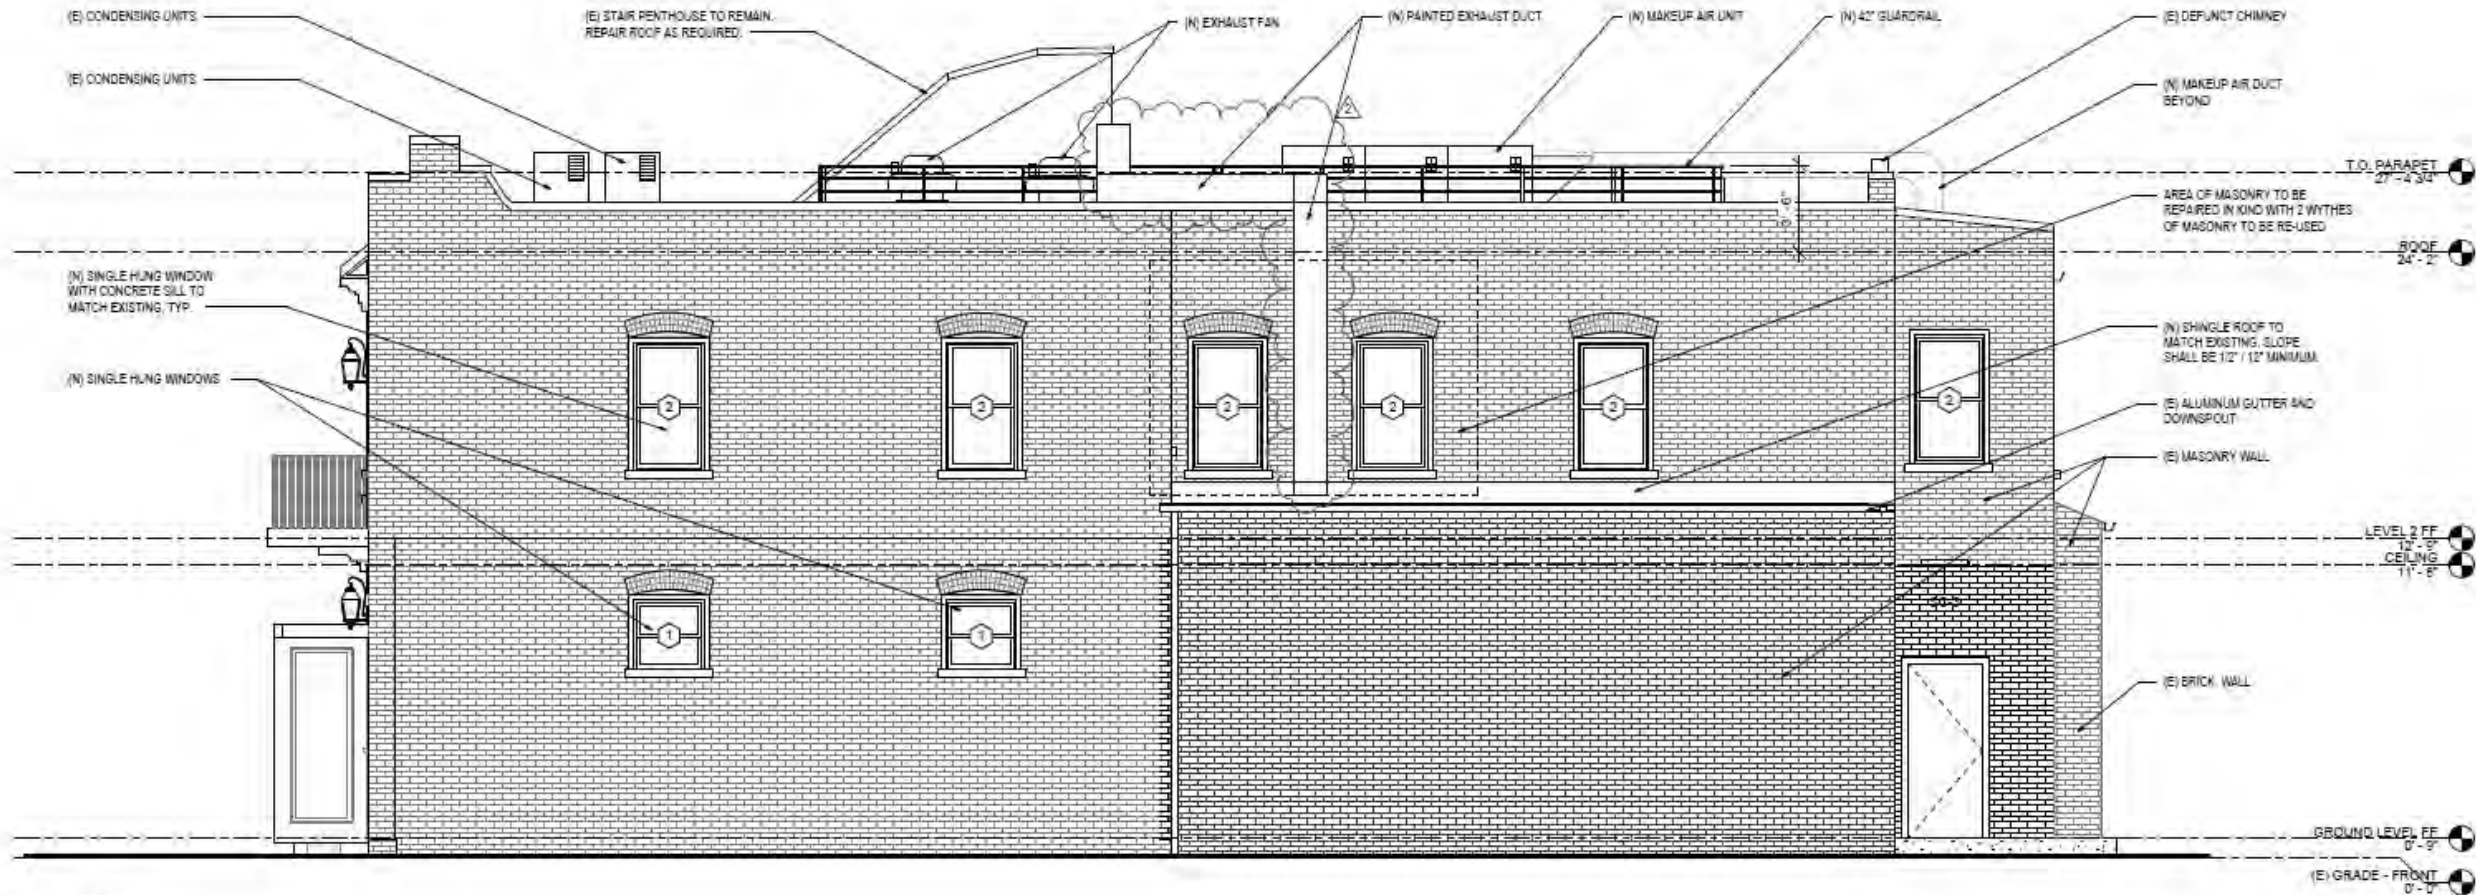 (E) CONDENSING UNITS
(E) STAIR PENTHOUSE TO REMAIN.
REPAIR ROOF AS REQUIRED.
(N) EXHAUST FAN
(N) PAINTED EXHAUST DUCT
(N) MAKEUP AIR UNIT
(N) 42" GUARDRAIL
(E) DEFUNCT CHIMNEY
(E) CONDENSING UNITS
(N) MAKEUP AIR DUCT
BEYOND
2
T.O. PARAPET
27' - 4 3/4"
AREA OF MASONRY TO BE
REPAIRED IN KIND WITH 2 WYTHES
OF MASONRY TO BE RE-USED
ROOF
24' - 2"
(N) SINGLE HUNG WINDOW
WITH CONCRETE SILL TO
MATCH EXISTING, TYP.
(N) SHINGLE ROOF TO
MATCH EXISTING. SLOPE
SHALL BE 1/2" / 12" MINIMUM.
(N) SINGLE HUNG WINDOWS
2
2
2
2
2
2
(E) ALUMINUM GUTTER AND
DOWNSPOUT
(E) MASONRY WALL
LEVEL 2 FF
12' - 9"
CEILING
1
1
(E) BRICK WALL
GROUND LEVEL FF
0' - 9"
(E) GRADE - FRONT
0' - 0"